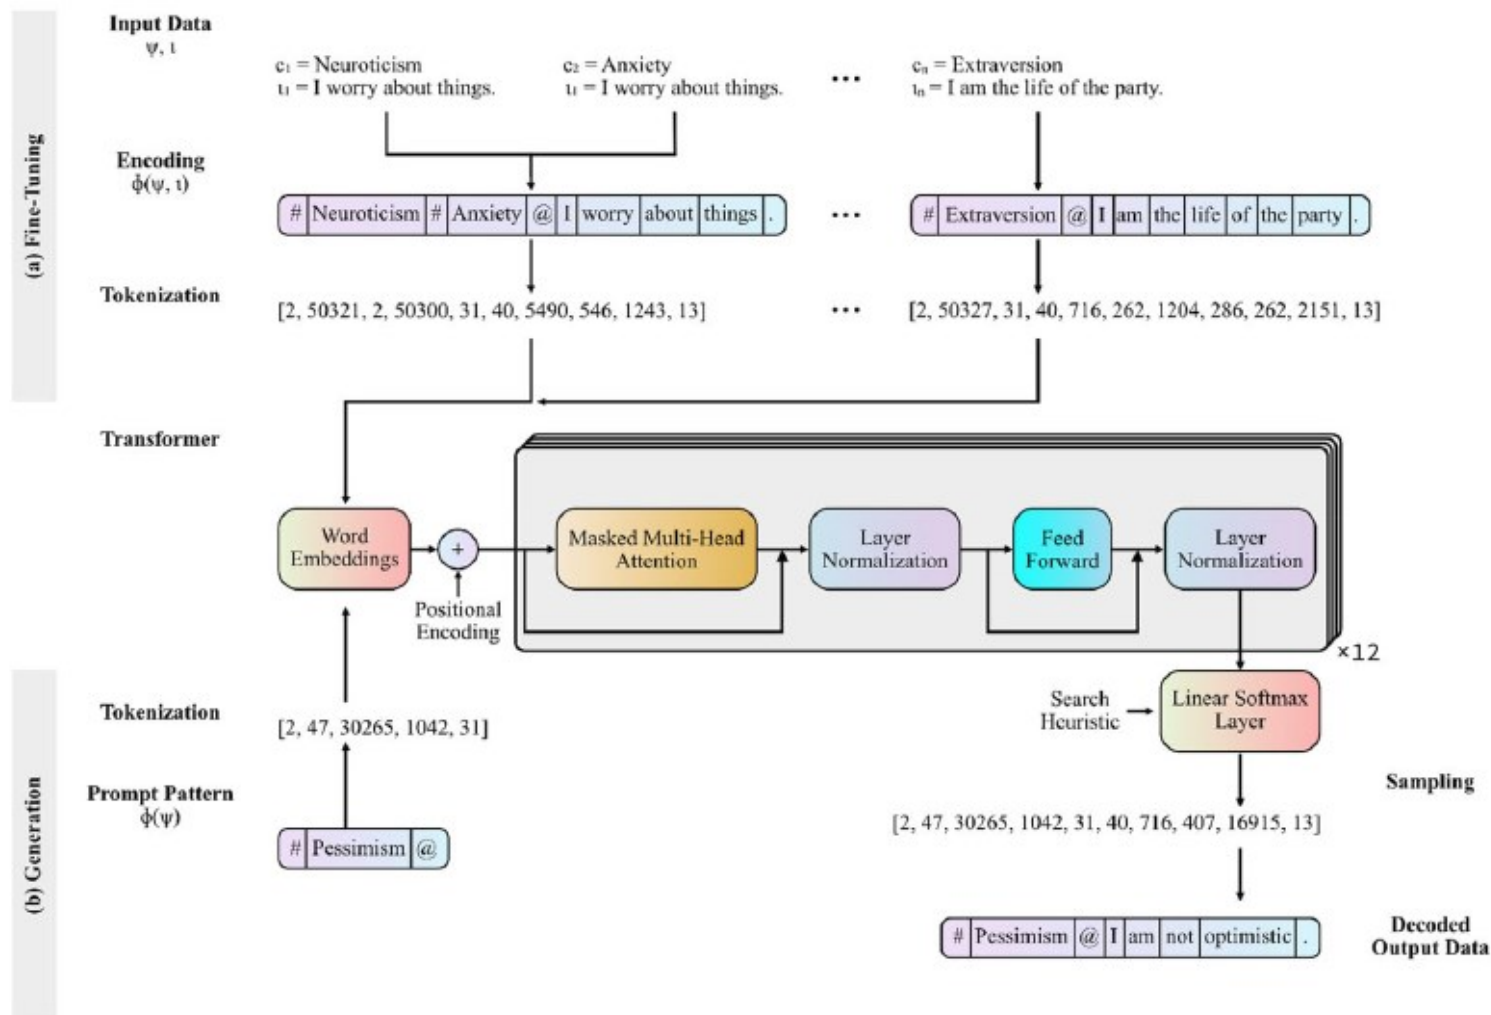 Input Data
ψ, ι
c₁ = Neuroticism
ι₁ = I worry about things.
c₂ = Anxiety
ι₁ = I worry about things.
...
cₙ = Extraversion
ιₙ = I am the life of the party.
(a) Fine-Tuning
Encoding
ϕ(ψ, ι)
# Neuroticism # Anxiety @ I worry about things .
...
# Extraversion @ I am the life of the party .
Tokenization
[2, 50321, 2, 50300, 31, 40, 5490, 546, 1243, 13]
...
[2, 50327, 31, 40, 716, 262, 1204, 286, 262, 2151, 13]
Transformer
Word
Embeddings
+
Positional
Encoding
Masked Multi-Head
Attention
Layer
Normalization
Feed
Forward
Layer
Normalization
×12
Search
Heuristic
Linear Softmax
Layer
(b) Generation
Tokenization
[2, 47, 30265, 1042, 31]
Prompt Pattern
ϕ(ψ)
# Pessimism @
Sampling
[2, 47, 30265, 1042, 31, 40, 716, 407, 16915, 13]
# Pessimism @ I am not optimistic .
Decoded
Output Data